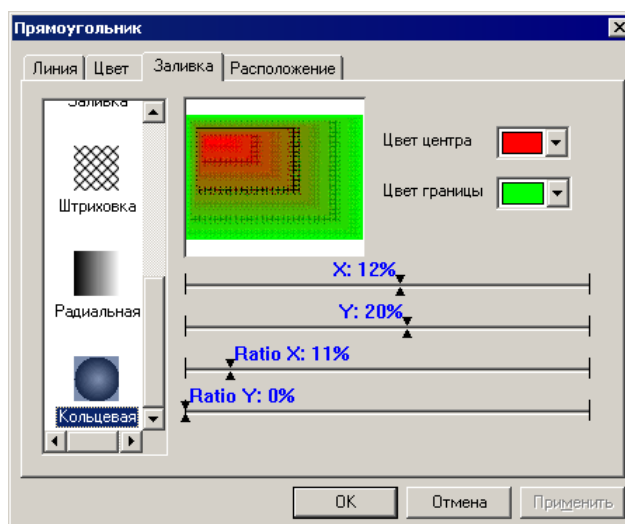 Прямоугольник
Линия Цвет Заливка Расположение
Заливка
Штриховка
Радиальная
Кольцевая
Цвет центра
Цвет границы
X: 12%
Y: 20%
Ratio X: 11%
Ratio Y: 0%
OK Отмена Применить